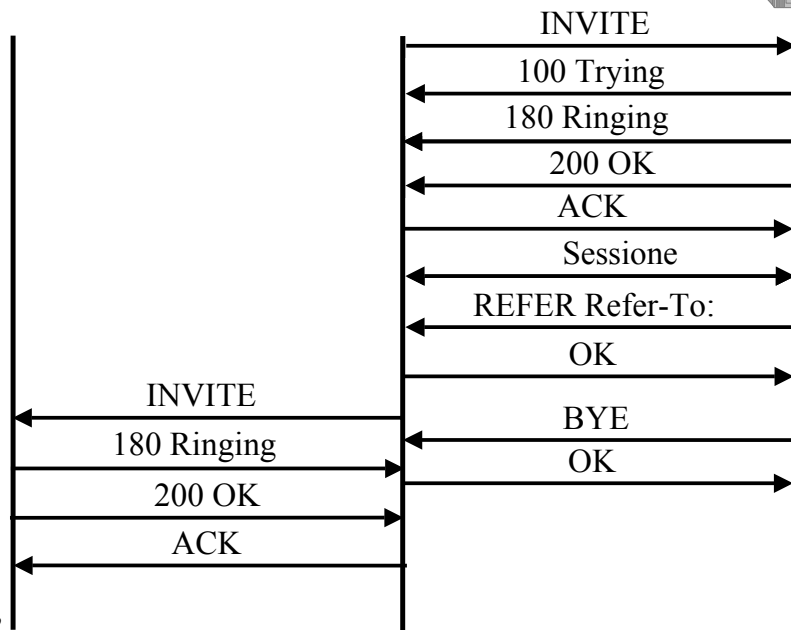 INVITE
100 Trying
180 Ringing
200 OK
ACK
Sessione
REFER Refer-To:
OK
INVITE
BYE
180 Ringing
OK
200 OK
ACK